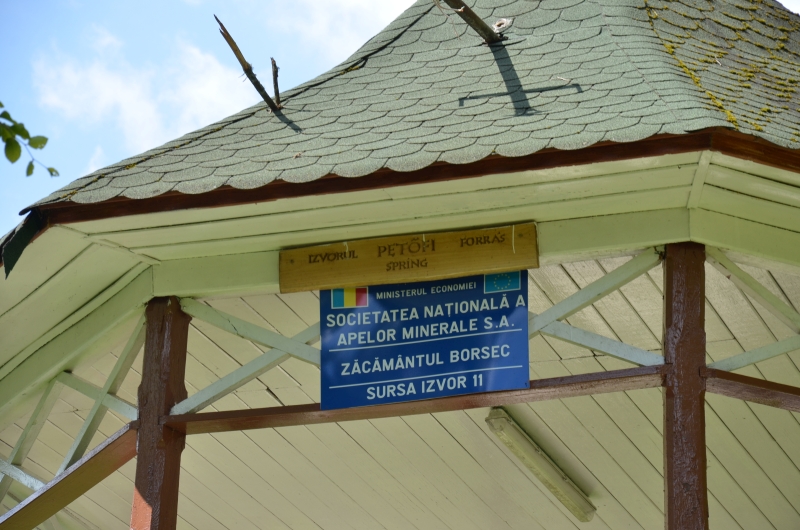 IZVORUL PETŐFI FORRÁS
SPRING
MINISTERUL ECONOMIEI
SOCIETATEA NAȚIONALĂ A
APELOR MINERALE S.A.
ZĂCĂMÂNTUL BORSEC
SURSA IZVOR 11